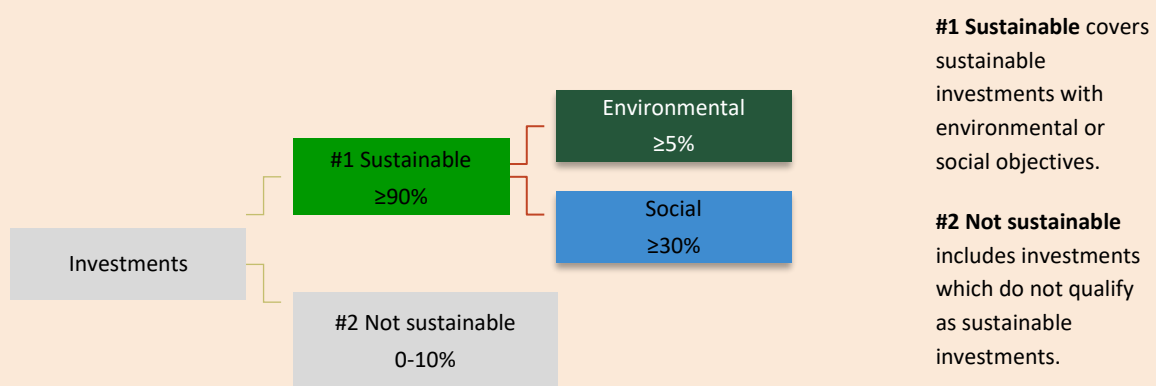 Investments
#1 Sustainable
≥90%
Environmental
≥5%
Social
≥30%
#2 Not sustainable
0-10%
#1 Sustainable covers
sustainable
investments with
environmental or
social objectives.
#2 Not sustainable
includes investments
which do not qualify
as sustainable
investments.